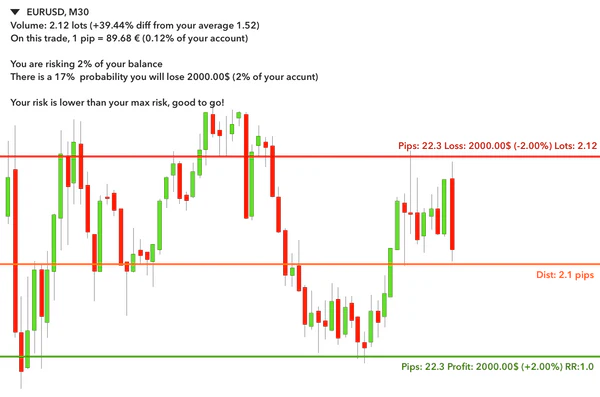 EURUSD, M30
Volume: 2.12 lots (+39.44% diff from your average 1.52)
On this trade, 1 pip = 89.68 € (0.12% of your account)
You are risking 2% of your balance
There is a 17% probability you will lose 2000.00$ (2% of your accunt)
Your risk is lower than your max risk, good to go!
Pips: 22.3 Loss: 2000.00$ (-2.00%) Lots: 2.12
Dist: 2.1 pips
Pips: 22.3 Profit: 2000.00$ (+2.00%) RR:1.0